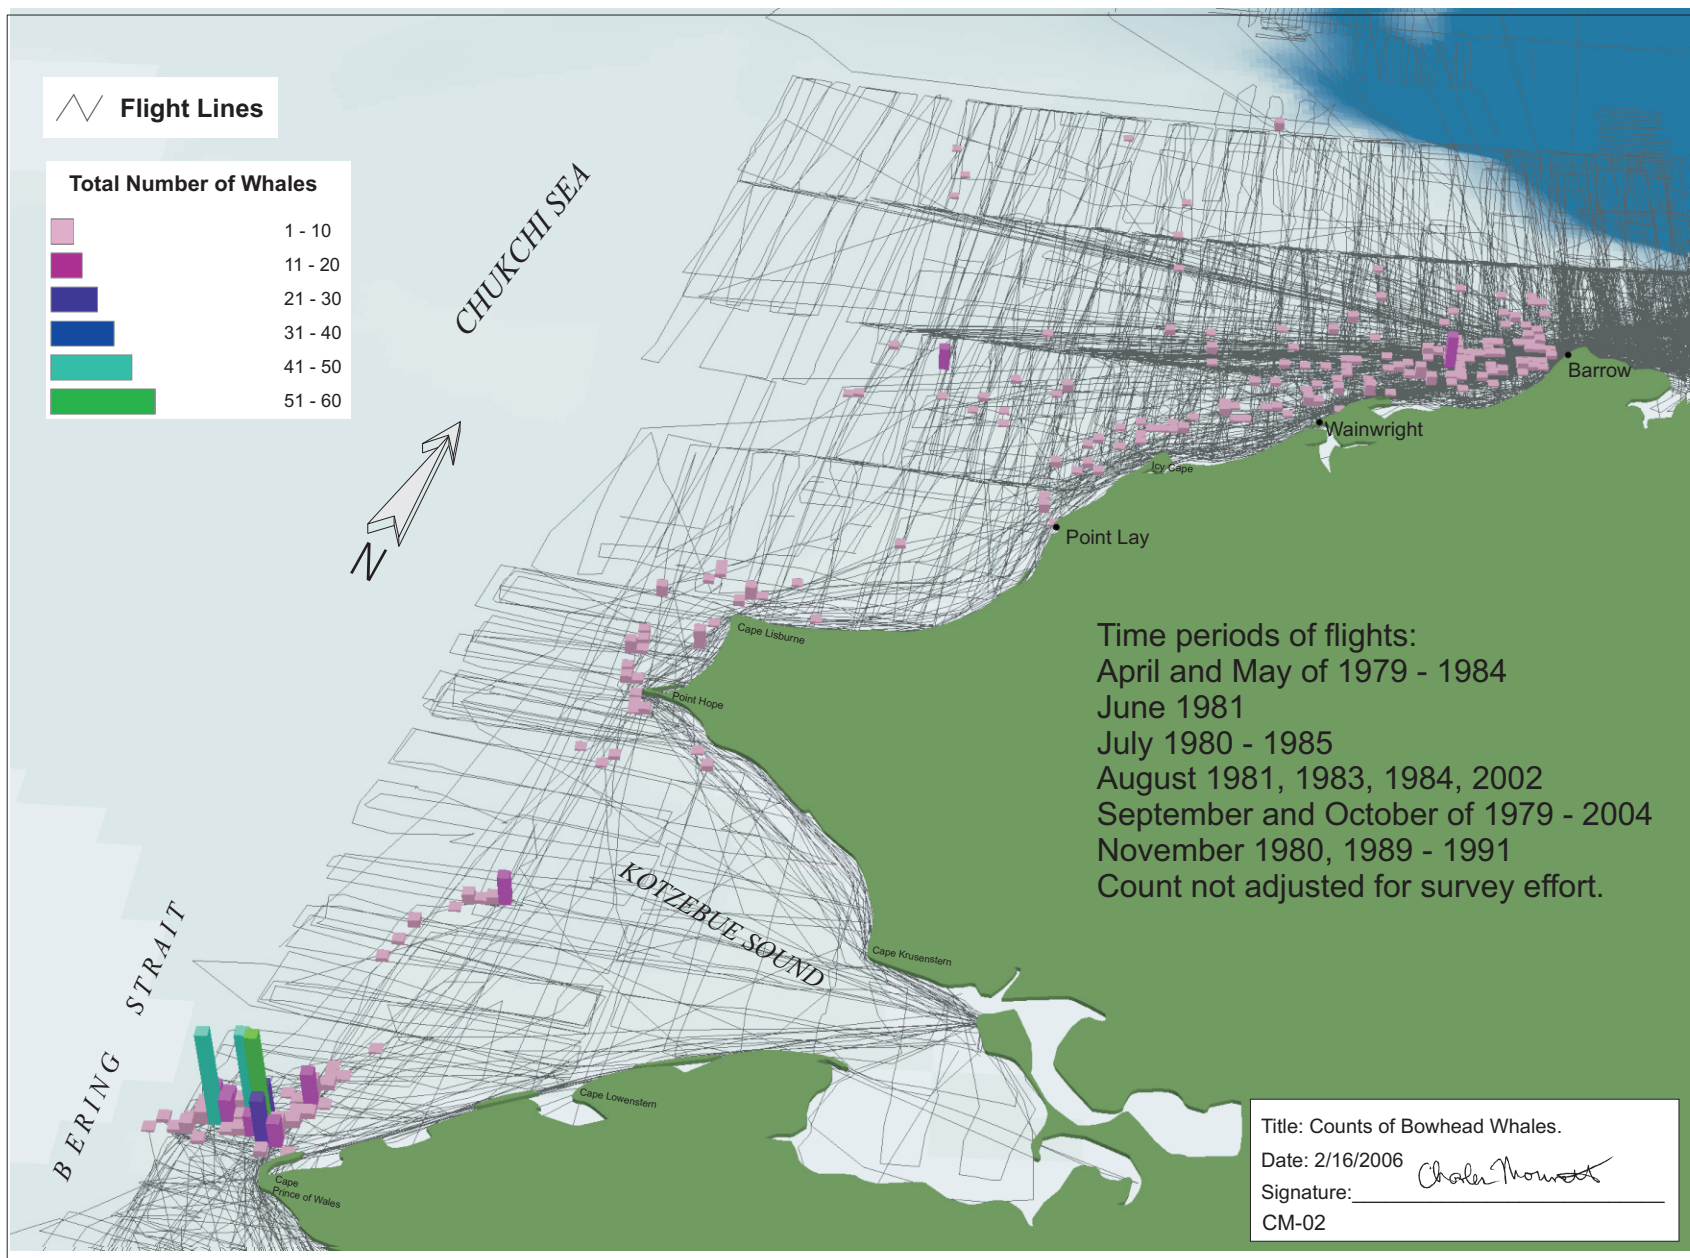 Flight Lines
Total Number of Whales
1 - 10
11 - 20
21 - 30
31 - 40
41 - 50
51 - 60
CHUKCHI SEA
N
Barrow
Wainwright
Icy Cape
Point Lay
Cape Lisburne
Point Hope
Time periods of flights:
April and May of 1979 - 1984
June 1981
July 1980 - 1985
August 1981, 1983, 1984, 2002
September and October of 1979 - 2004
November 1980, 1989 - 1991
Count not adjusted for survey effort.
KOTZEBUE SOUND
Cape Krusenstern
BERING STRAIT
Cape Lowenstern
Cape
Prince of Wales
Title: Counts of Bowhead Whales.
Date: 2/16/2006
Signature:
CM-02